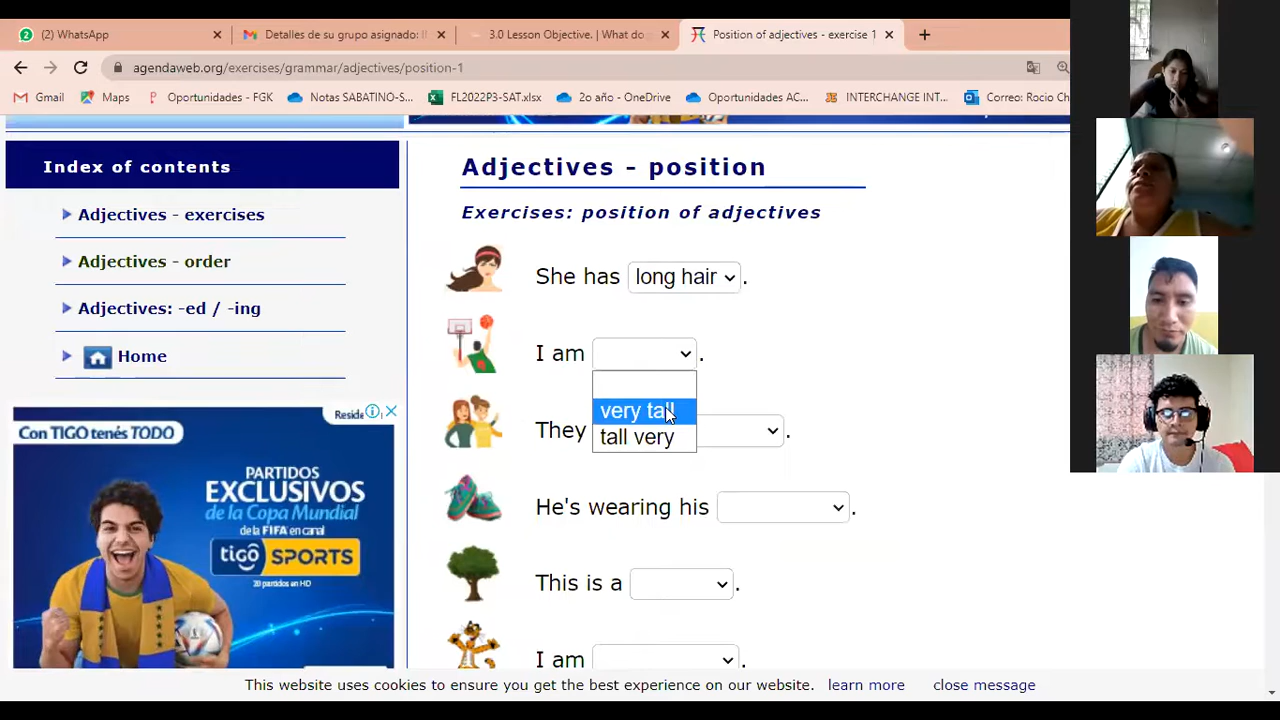 (2) WhatsApp
Detalles de su grupo asignado: I
3.0 Lesson Objective. | What do
Position of adjectives - exercise 1
agendaweb.org/exercises/grammar/adjectives/position-1
Gmail
Maps
Oportunidades - FGK
Notas SABATINO-S...
FL2022P3-SAT.xlsx
2o año - OneDrive
Oportunidades AC...
INTERCHANGE INT...
Correo: Rocio Ch
Index of contents
Adjectives - exercises
Adjectives - order
Adjectives: -ed / -ing
Home
Reside
Con TIGO tenés TODO
PARTIDOS
EXCLUSIVOS
de la Copa Mundial
de la FIFA en canal
tigo SPORTS
20 partidos en HD
Adjectives - position
Exercises: position of adjectives
She has long hair .
I am .
very tall
tall very
They .
He's wearing his .
This is a .
I am .
This website uses cookies to ensure you get the best experience on our website. learn more close message